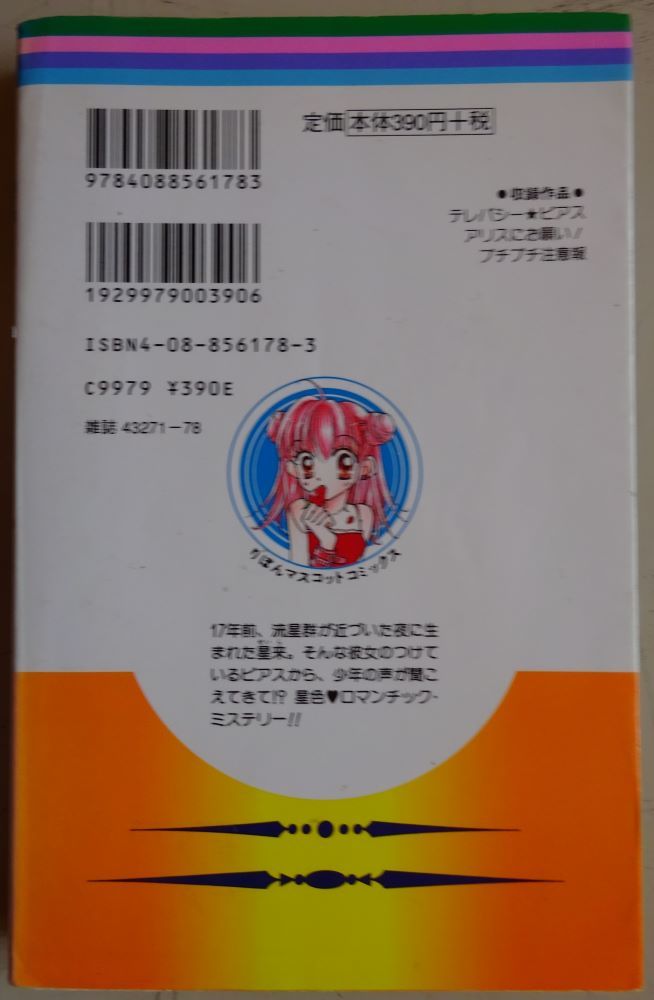 定価 本体390円+税
9784088561783
1929979003906
ISBN4-08-856178-3
C9979 ¥390E
雑誌 43271-78
●収録作品●
テレパシー★ピアス
アリスにお願い!
プチプチ注意報
りぼんマスコットコミックス
17年前、流星群が近づいた夜に生
まれた星来。そんな彼女のつけて
いるピアスから、少年の声が聞こ
えてきて!? 星色♥ロマンチック・
ミステリー!!